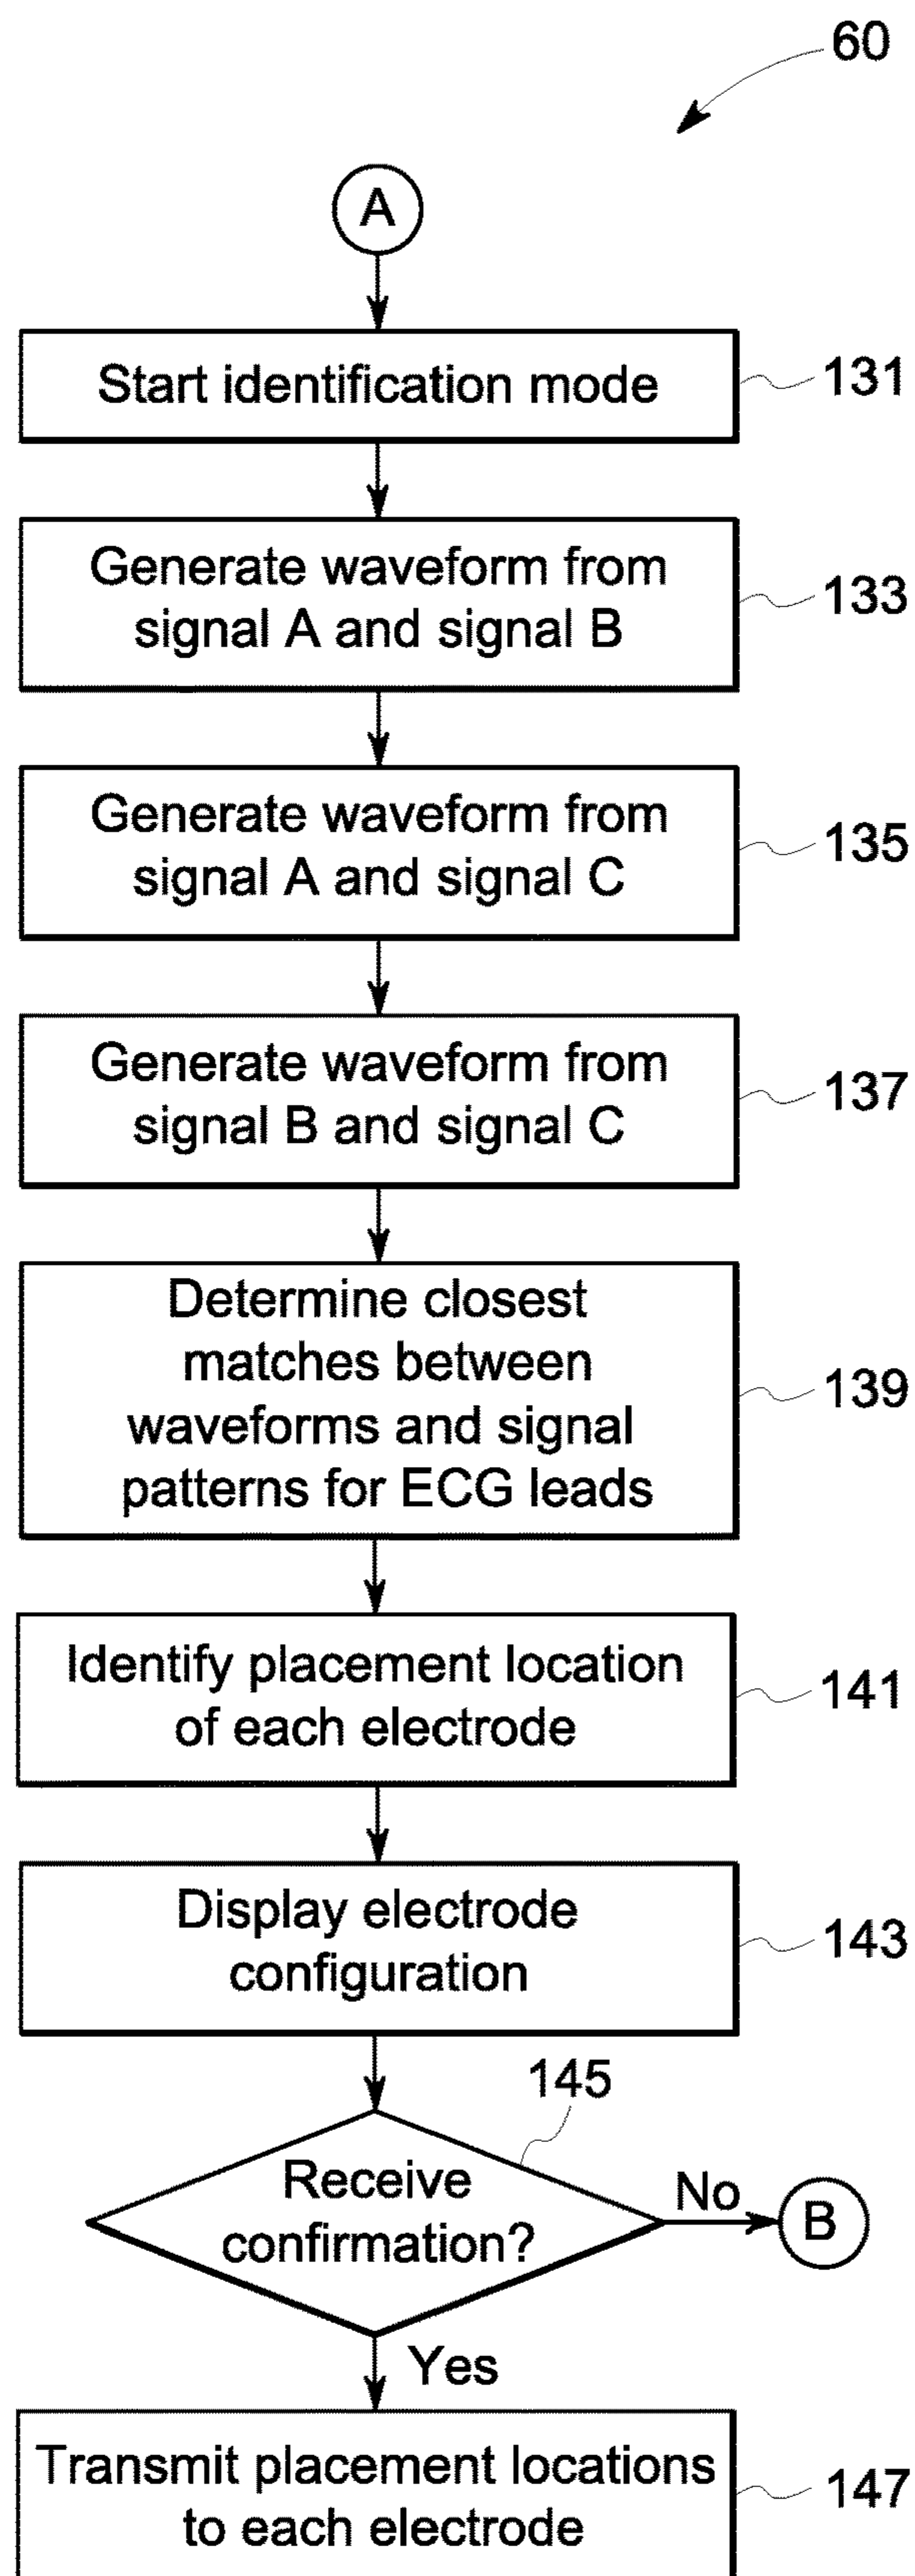 60
A
Start identification mode
131
Generate waveform from
signal A and signal B
133
Generate waveform from
signal A and signal C
135
Generate waveform from
signal B and signal C
137
Determine closest
matches between
waveforms and signal
patterns for ECG leads
139
Identify placement location
of each electrode
141
Display electrode
configuration
143
145
Receive
confirmation?
No
B
Yes
Transmit placement locations
to each electrode
147